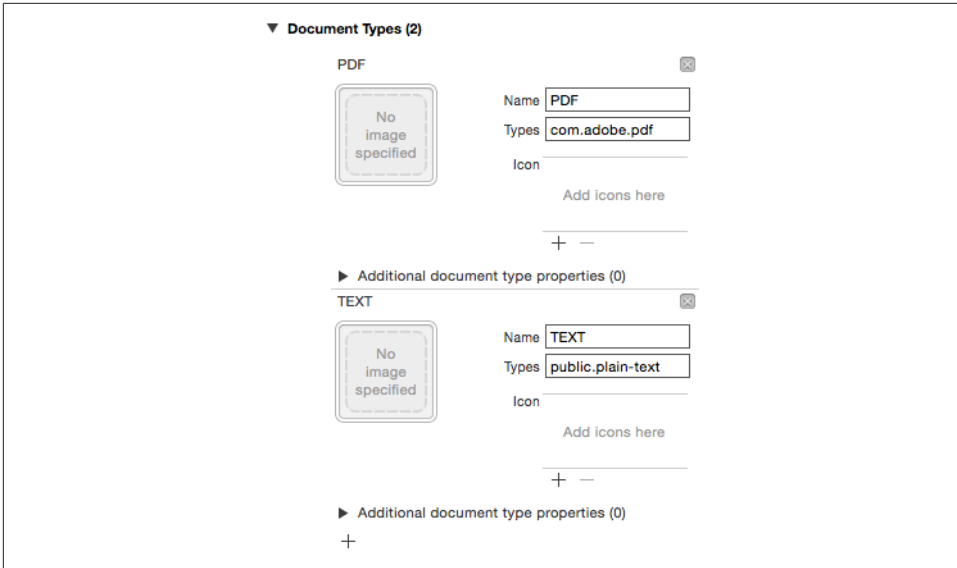 Document Types (2)
PDF
No
image
specified
Name PDF
Types com.adobe.pdf
Icon
Add icons here
Additional document type properties (0)
TEXT
No
image
specified
Name TEXT
Types public.plain-text
Icon
Add icons here
Additional document type properties (0)